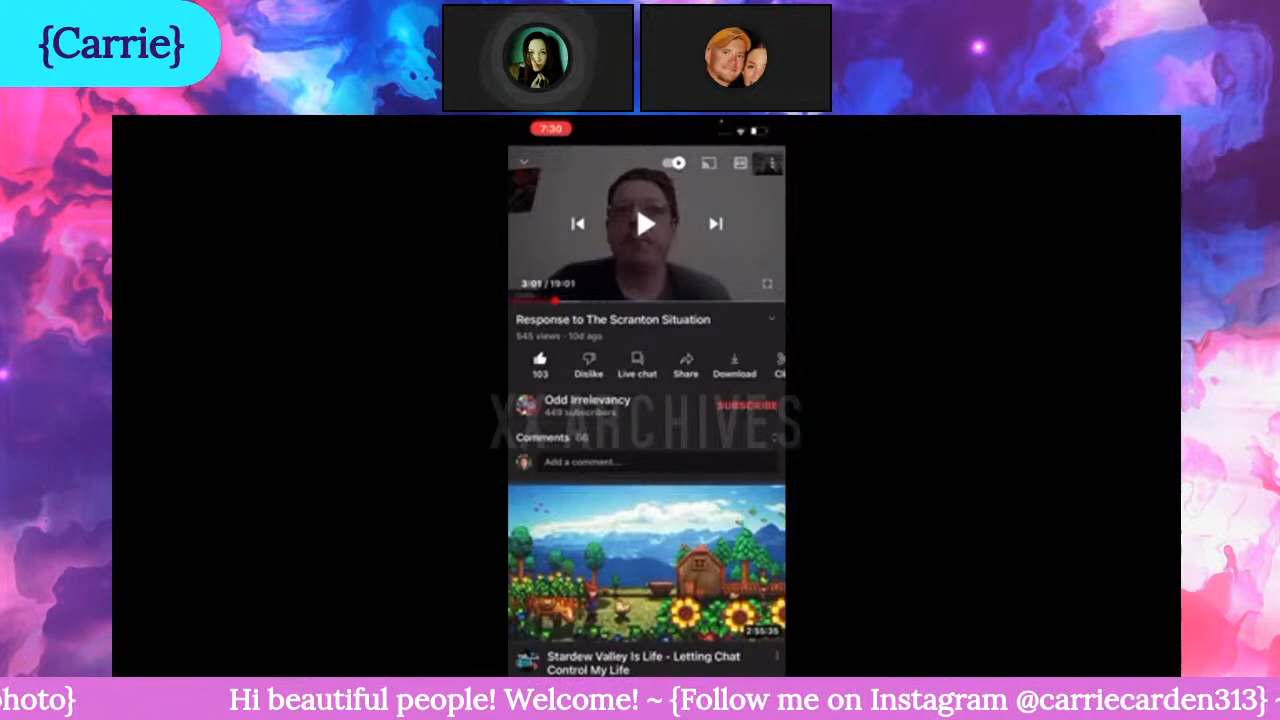 {Carrie}
7:30
3:01 / 19:01
Response to The Scranton Situation
545 views · 10d ago
103
Dislike
Live chat
Share
Download
Cli
Odd Irrelevancy
449 subscribers
SUBSCRIBE
XX ARCHIVES
Comments 66
Add a comment...
2:55:35
Stardew Valley Is Life - Letting Chat
Control My Life
photo} Hi beautiful people! Welcome! ~ {Follow me on Instagram @carriecarden313} ~